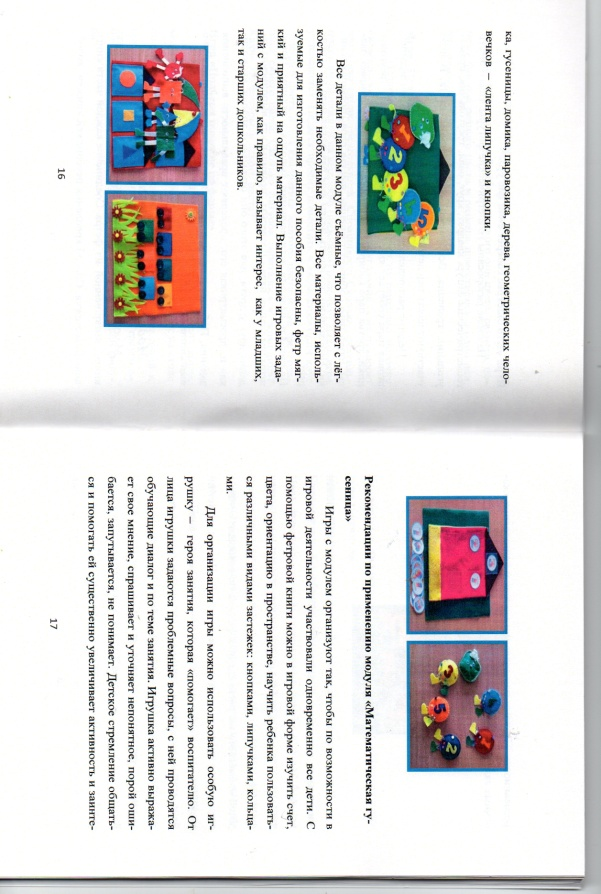 ка, гусеницы, домика, паровозика, дерева, геометрических чело-
вечков – «лента липучка» и кнопки.
Все детали в данном модуле съёмные, что позволяет с лёг-
костью заменять необходимые детали. Все материалы, исполь-
зуемые для изготовления данного пособия безопасны, фетр мяг-
кий и приятный на ощупь материал. Выполнение игровых зада-
ний с модулем, как правило, вызывает интерес, как у младших,
так и старших дошкольников.
16
Рекомендации по применению модуля «Математическая гу-
сеница»
Игры с модулем организуют так, чтобы по возможности в
игровой деятельности участвовали одновременно все дети. С
помощью фетровой книги можно в игровой форме изучить счет,
цвета, ориентацию в пространстве, научить ребенка пользовать-
ся различными видами застежек: кнопками, липучками, кольца-
ми.
Для организации игры можно использовать особую иг-
рушку – героя занятия, которая «помогает» воспитателю. От
лица игрушки задаются проблемные вопросы, с ней проводятся
обучающие диалог и по теме занятия. Игрушка активно выража-
ет свое мнение, спрашивает и уточняет непонятное, порой оши-
бается, запутывается, не понимает. Детское стремление общать-
ся и помогать ей существенно увеличивает активность и заинте-
17